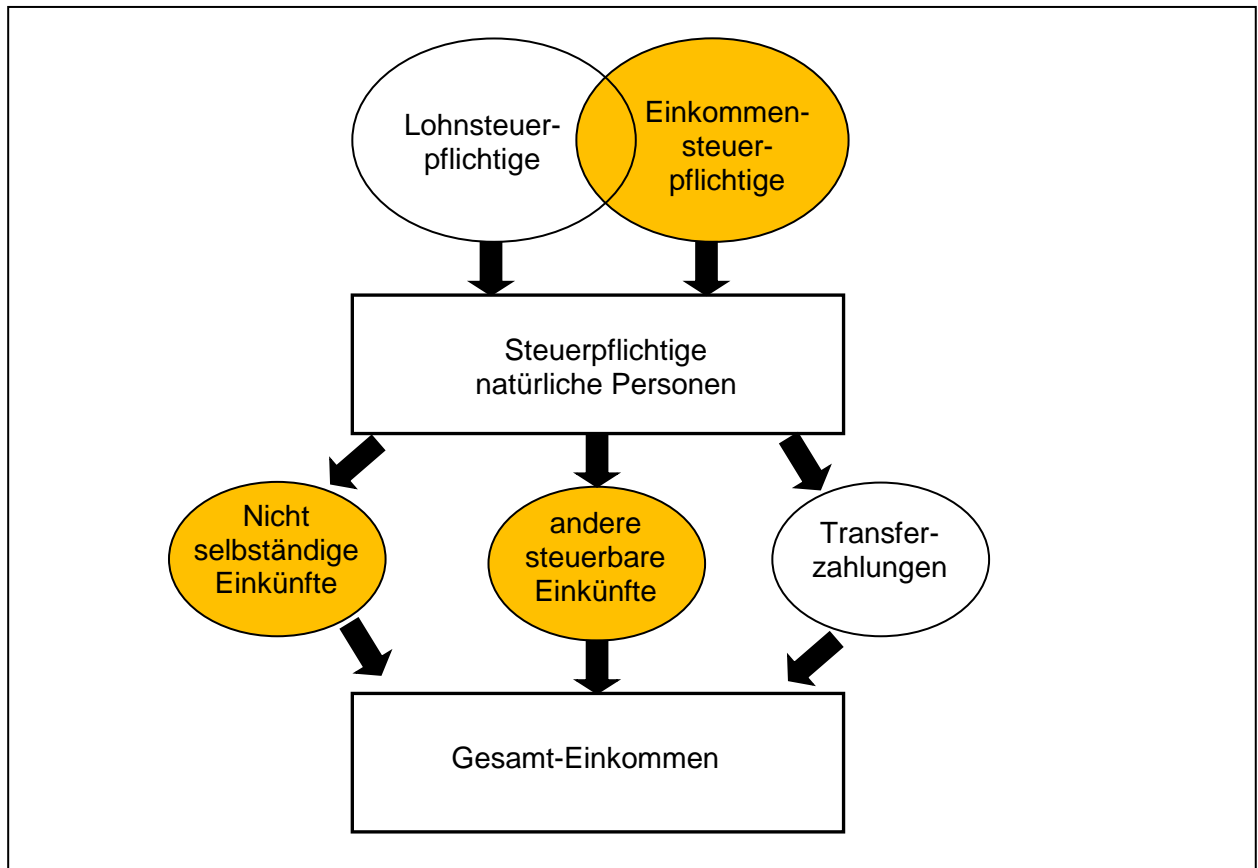 Lohnsteuer-
pflichtige
Einkommen-
steuer-
pflichtige
Steuerpflichtige
natürliche Personen
Nicht
selbständige
Einkünfte
andere
steuerbare
Einkünfte
Transfer-
zahlungen
Gesamt-Einkommen